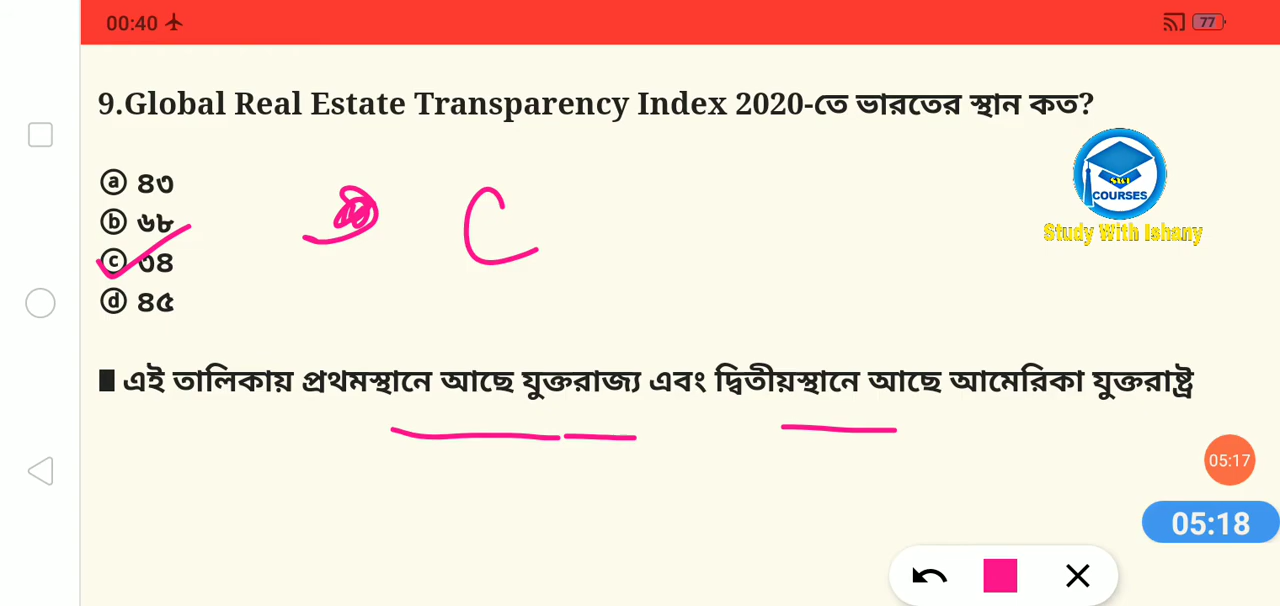 00:40
77
9.Global Real Estate Transparency Index 2020-তে ভারতের স্থান কত?
ⓐ ৪৩
ⓑ ৬৮
ⓒ ৩৪
ⓓ ৪৫
C
SWI
COURSES
Study With Ishany
এই তালিকায় প্রথমস্থানে আছে যুক্তরাজ্য এবং দ্বিতীয়স্থানে আছে আমেরিকা যুক্তরাষ্ট্র
05:17
05:18